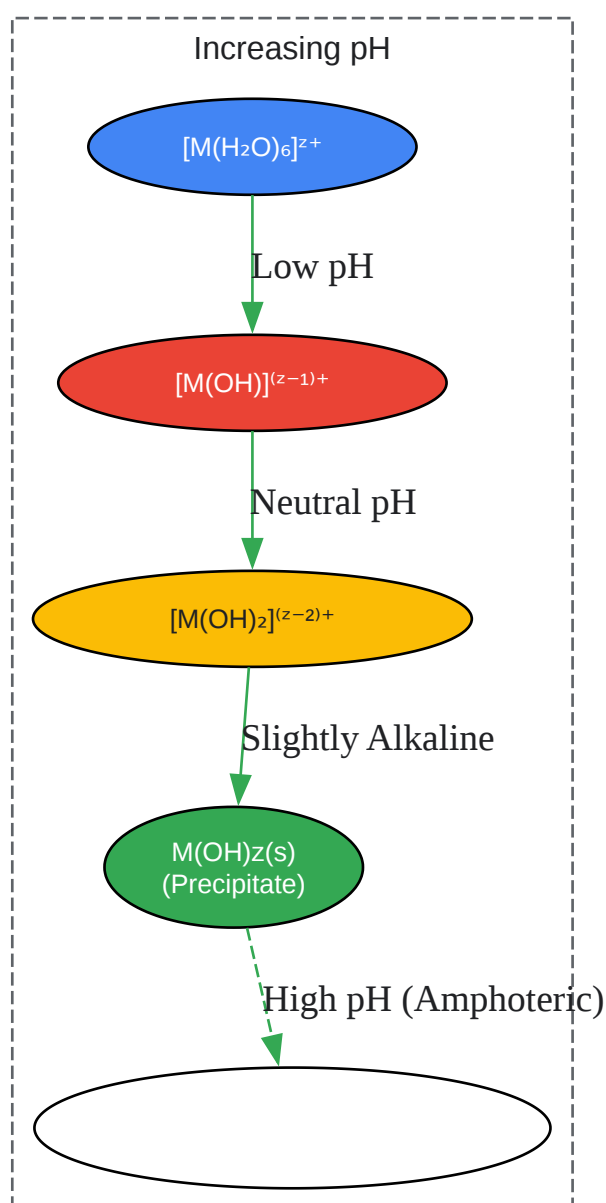 Increasing pH
[M(H₂O)₆]ᶻ⁺
Low pH
[M(OH)]⁽ᶻ⁻¹⁾⁺
Neutral pH
[M(OH)₂]⁽ᶻ⁻²⁾⁺
Slightly Alkaline
M(OH)z(s)
(Precipitate)
High pH (Amphoteric)